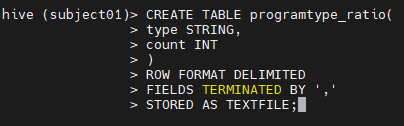 hive (subject01)> CREATE TABLE programtype_ratio(
> type STRING,
> count INT
> )
> ROW FORMAT DELIMITED
> FIELDS TERMINATED BY ','
> STORED AS TEXTFILE;